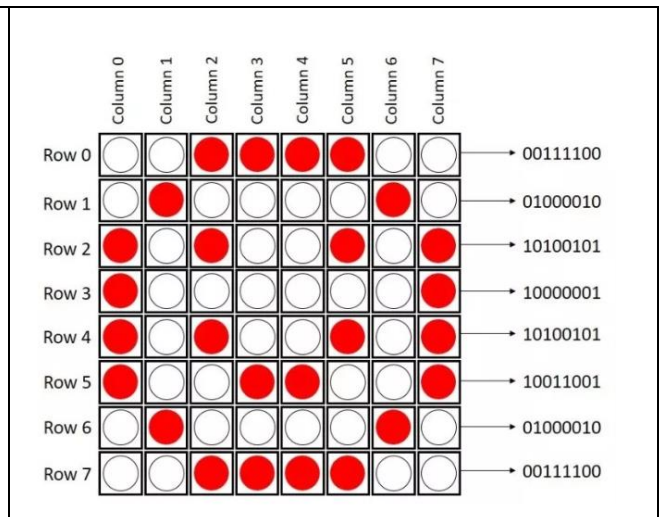 Column 0
Column 1
Column 2
Column 3
Column 4
Column 5
Column 6
Column 7
Row 0 00111100
Row 1 01000010
Row 2 10100101
Row 3 10000001
Row 4 10100101
Row 5 10011001
Row 6 01000010
Row 7 00111100